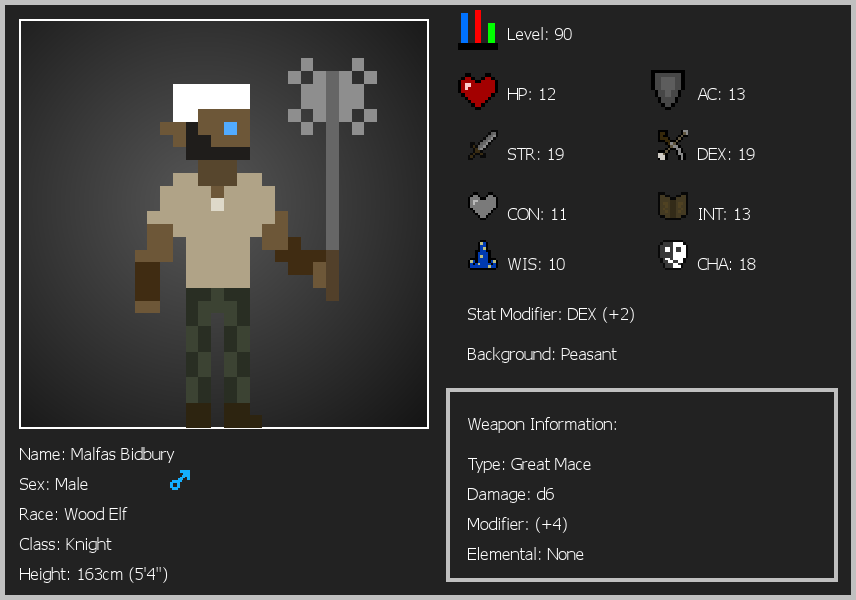 Level: 90
HP: 12
AC: 13
STR: 19
DEX: 19
CON: 11
INT: 13
WIS: 10
CHA: 18
Stat Modifier: DEX (+2)
Background: Peasant
Weapon Information:
Type: Great Mace
Damage: d6
Modifier: (+4)
Elemental: None
Name: Malfas Bidbury
Sex: Male
Race: Wood Elf
Class: Knight
Height: 163cm (5'4")